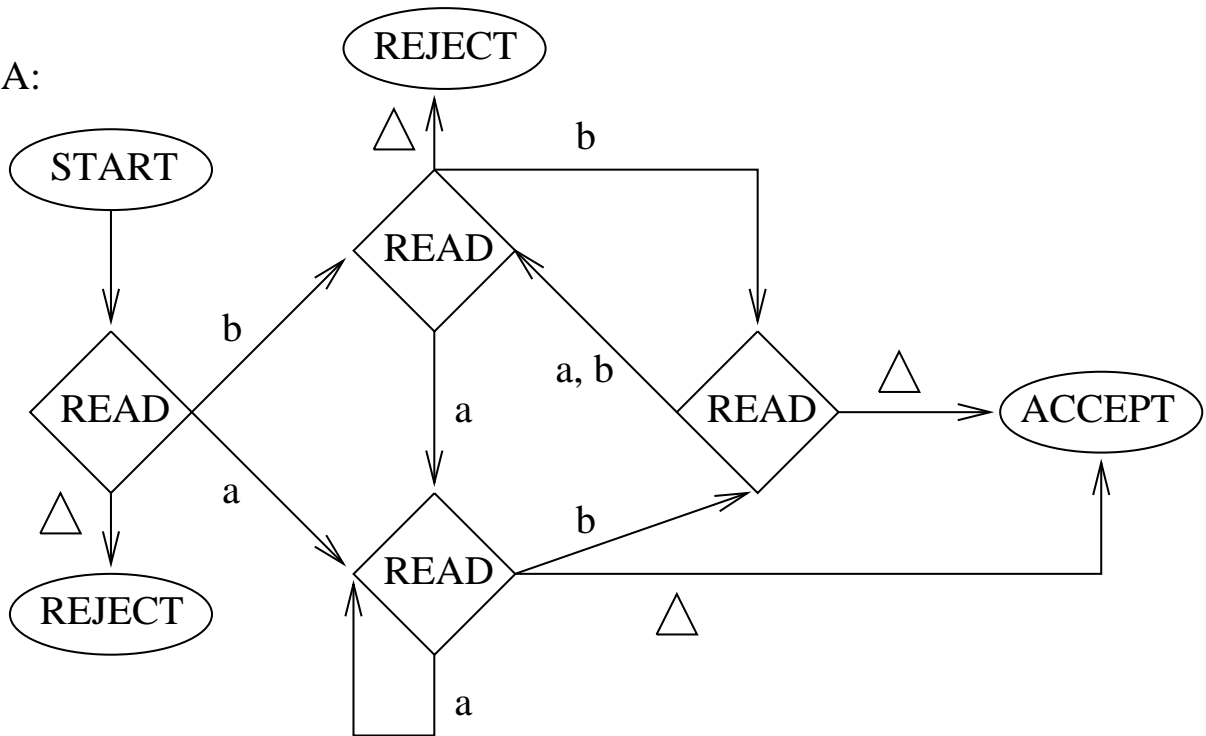 REJECT
A:
△
b
START
READ
b
a, b
△
READ
a
READ
ACCEPT
△
a
b
READ
REJECT
△
a